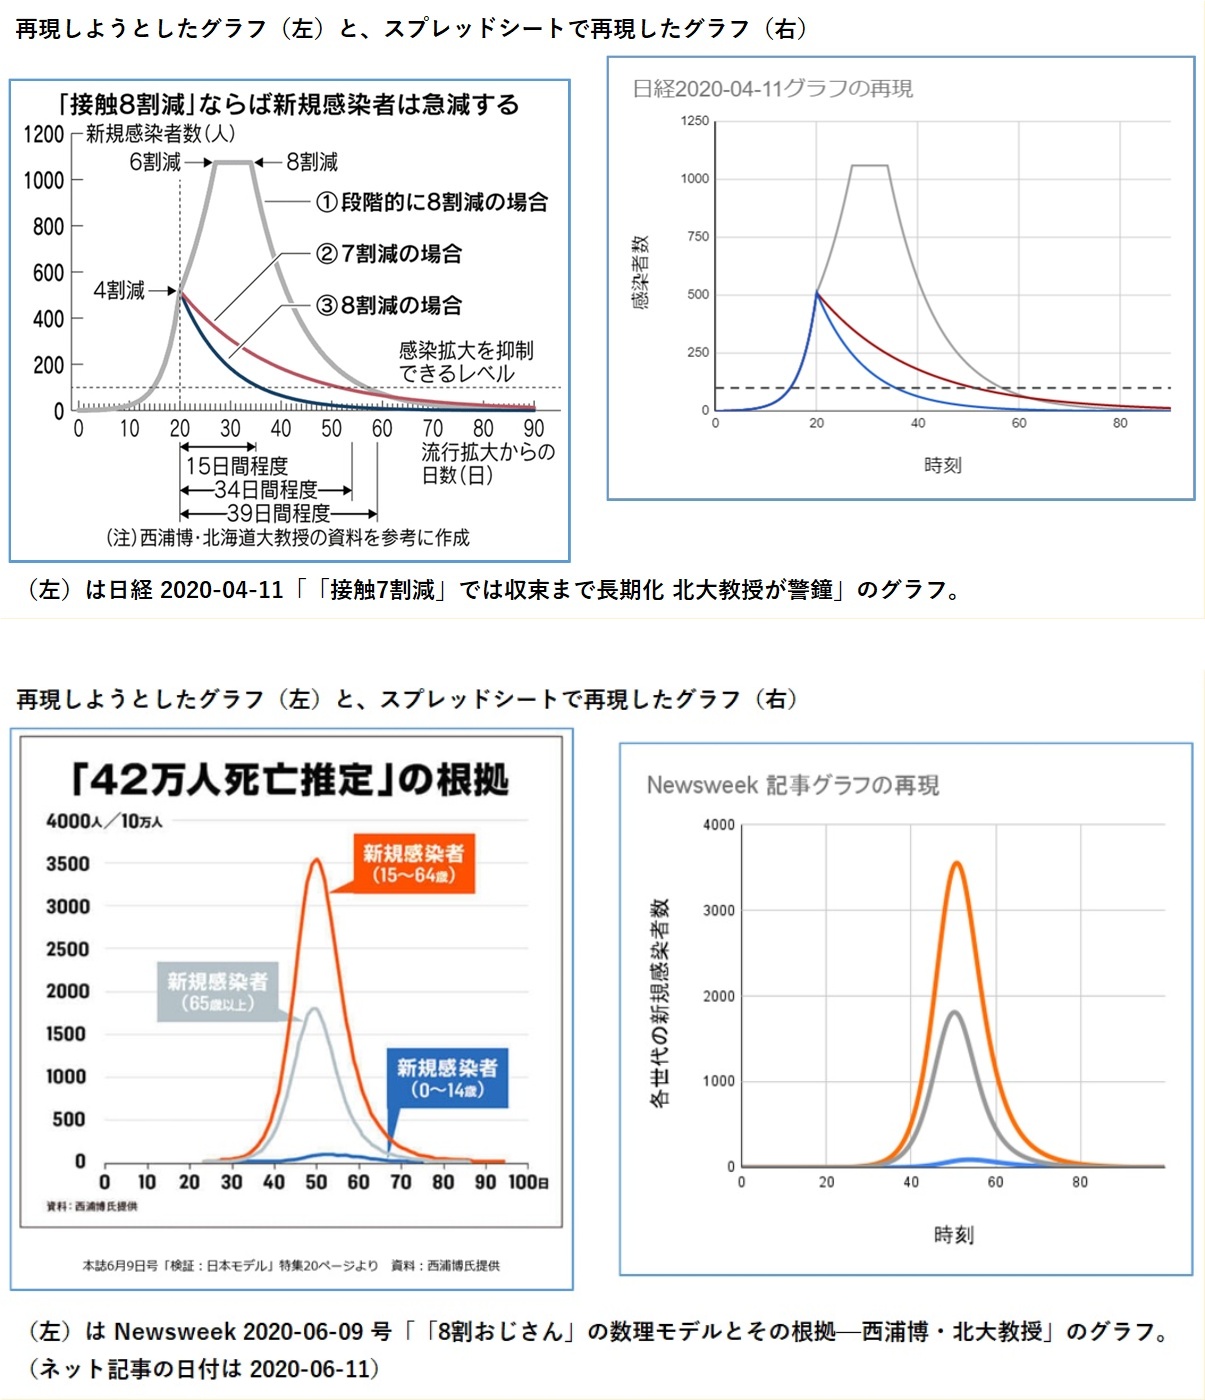 再現しようとしたグラフ（左）と、スプレッドシートで再現したグラフ（右）
「接触8割減」ならば新規感染者は急減する
1200
新規感染者数(人)
6割減
8割減
1000
①段階的に8割減の場合
800
②7割減の場合
600
4割減
③8割減の場合
400
感染拡大を抑制
できるレベル
200
0
0 10 20 30 40 50 60 70 80 90
流行拡大からの
日数(日)
15日間程度
34日間程度
39日間程度
(注)西浦博・北海道大教授の資料を参考に作成
日経2020-04-11グラフの再現
1250
1000
750
500
250
0
感染者数
0 20 40 60 80
時刻
（左）は日経 2020-04-11「「接触7割減」では収束まで長期化 北大教授が警鐘」のグラフ。
再現しようとしたグラフ（左）と、スプレッドシートで再現したグラフ（右）
「42万人死亡推定」の根拠
4000人／10万人
3500
3000
2500
2000
1500
1000
500
0
新規感染者
(15〜64歳)
新規感染者
(65歳以上)
新規感染者
(0〜14歳)
0 10 20 30 40 50 60 70 80 90 100日
資料：西浦博氏提供
本誌6月9日号「検証：日本モデル」特集20ページより　資料：西浦博氏提供
Newsweek 記事グラフの再現
4000
3000
2000
1000
0
各世代の新規感染者数
0 20 40 60 80
時刻
（左）は Newsweek 2020-06-09 号「「8割おじさん」の数理モデルとその根拠―西浦博・北大教授」のグラフ。
（ネット記事の日付は 2020-06-11）